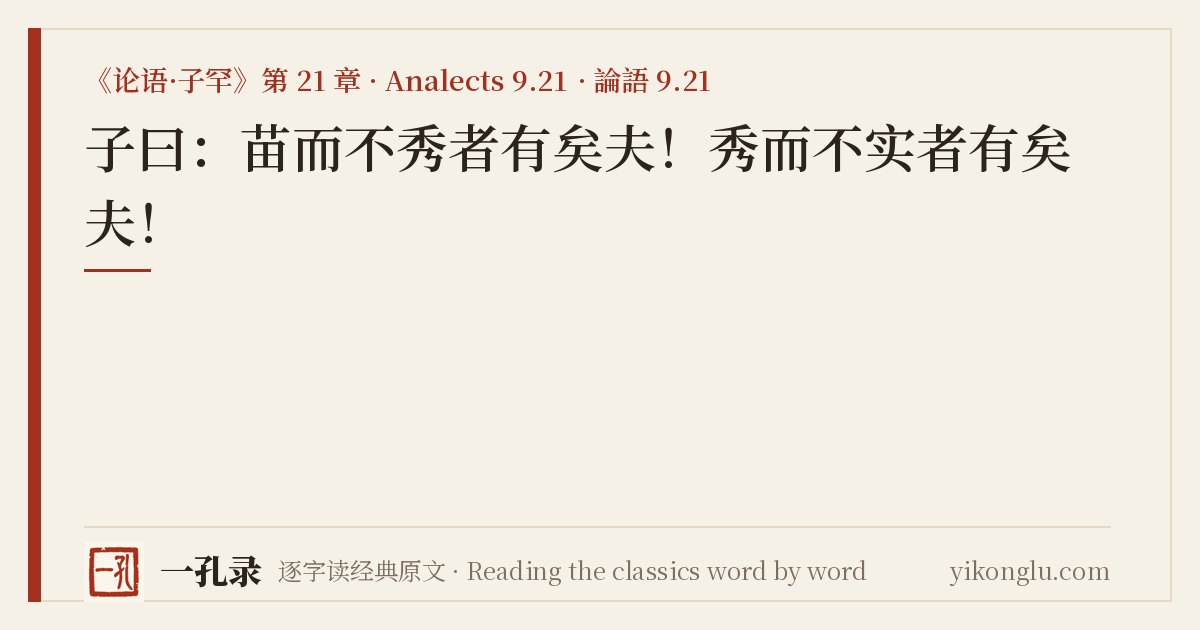 《论语·子罕》第 21 章 · Analects 9.21 · 論語 9.21
子曰：苗而不秀者有矣夫！秀而不实者有矣
夫！
一孔
一孔录 逐字读经典原文 · Reading the classics word by word yikonglu.com